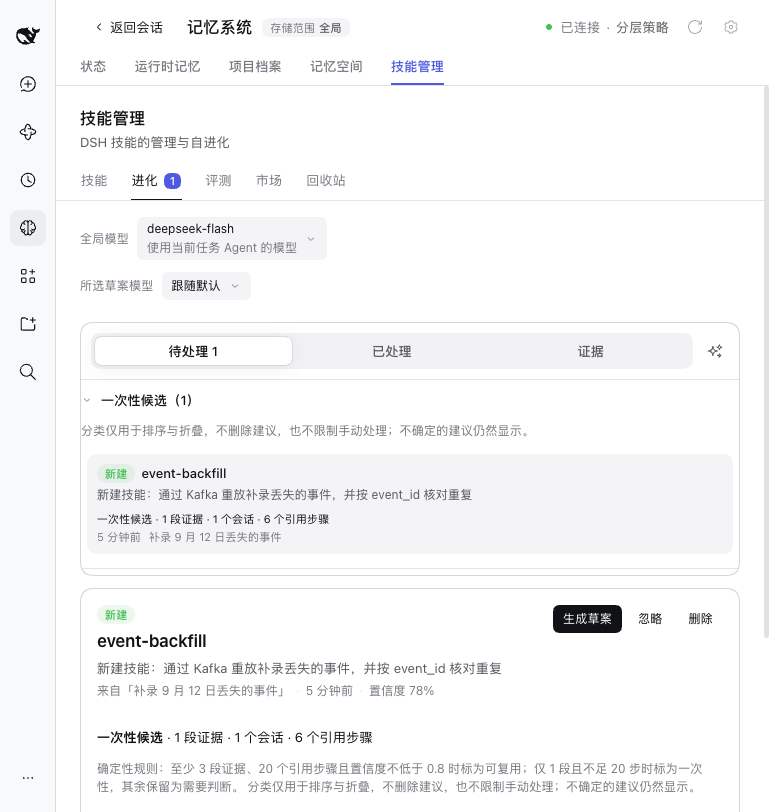 返回会话 记忆系统 存储范围 全局 已连接 · 分层策略
状态 运行时记忆 项目档案 记忆空间 技能管理
技能管理
DSH 技能的管理与自进化
技能 进化 1 评测 市场 回收站
全局模型 deepseek-flash
使用当前任务 Agent 的模型
所选草案模型 跟随默认
待处理 1 已处理 证据
一次性候选（1）
分类仅用于排序与折叠，不删除建议，也不限制手动处理；不确定的建议仍然显示。
新建 event-backfill
新建技能：通过 Kafka 重放补录丢失的事件，并按 event_id 核对重复
一次性候选 · 1 段证据 · 1 个会话 · 6 个引用步骤
5 分钟前 补录 9 月 12 日丢失的事件
新建 生成草案 忽略 删除
event-backfill
新建技能：通过 Kafka 重放补录丢失的事件，并按 event_id 核对重复
来自「补录 9 月 12 日丢失的事件」 · 5 分钟前 · 置信度 78%
一次性候选 · 1 段证据 · 1 个会话 · 6 个引用步骤
确定性规则：至少 3 段证据、20 个引用步骤且置信度不低于 0.8 时标为可复用；仅 1 段且不足 20 步时标为一次
性，其余保留为需要判断。 分类仅用于排序与折叠，不删除建议，也不限制手动处理；不确定的建议仍然显示。